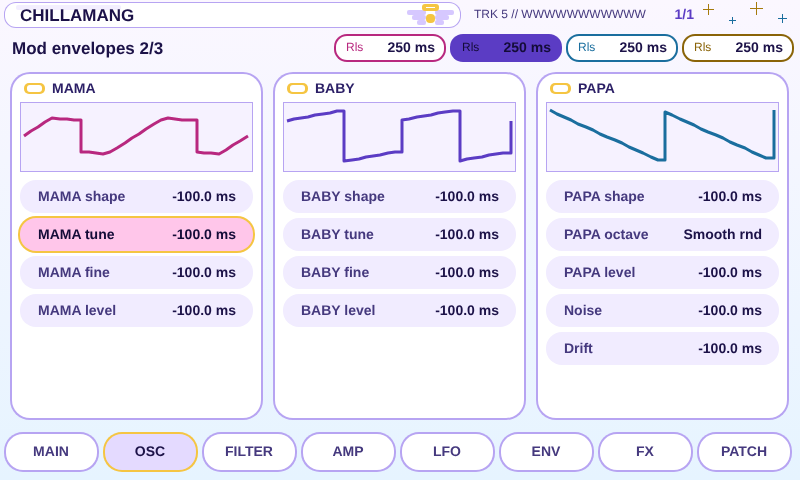 CHILLAMANG
TRK 5 // WWWWWWWWWWW
1/1
Mod envelopes 2/3
Rls 250 ms
Rls 250 ms
Rls 250 ms
Rls 250 ms
MAMA
MAMA shape -100.0 ms
MAMA tune -100.0 ms
MAMA fine -100.0 ms
MAMA level -100.0 ms
BABY
BABY shape -100.0 ms
BABY tune -100.0 ms
BABY fine -100.0 ms
BABY level -100.0 ms
PAPA
PAPA shape -100.0 ms
PAPA octave Smooth rnd
PAPA level -100.0 ms
Noise -100.0 ms
Drift -100.0 ms
MAIN OSC FILTER AMP LFO ENV FX PATCH